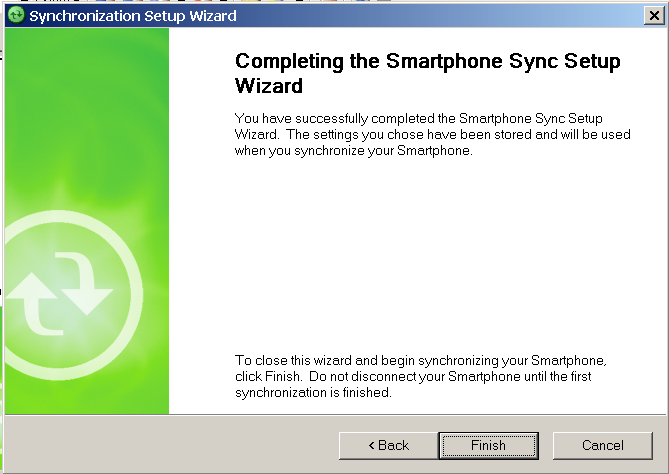 Synchronization Setup Wizard
Completing the Smartphone Sync Setup
Wizard
You have successfully completed the Smartphone Sync Setup
Wizard. The settings you chose have been stored and will be used
when you synchronize your Smartphone.
To close this wizard and begin synchronizing your Smartphone,
click Finish. Do not disconnect your Smartphone until the first
synchronization is finished.
< Back
Finish
Cancel